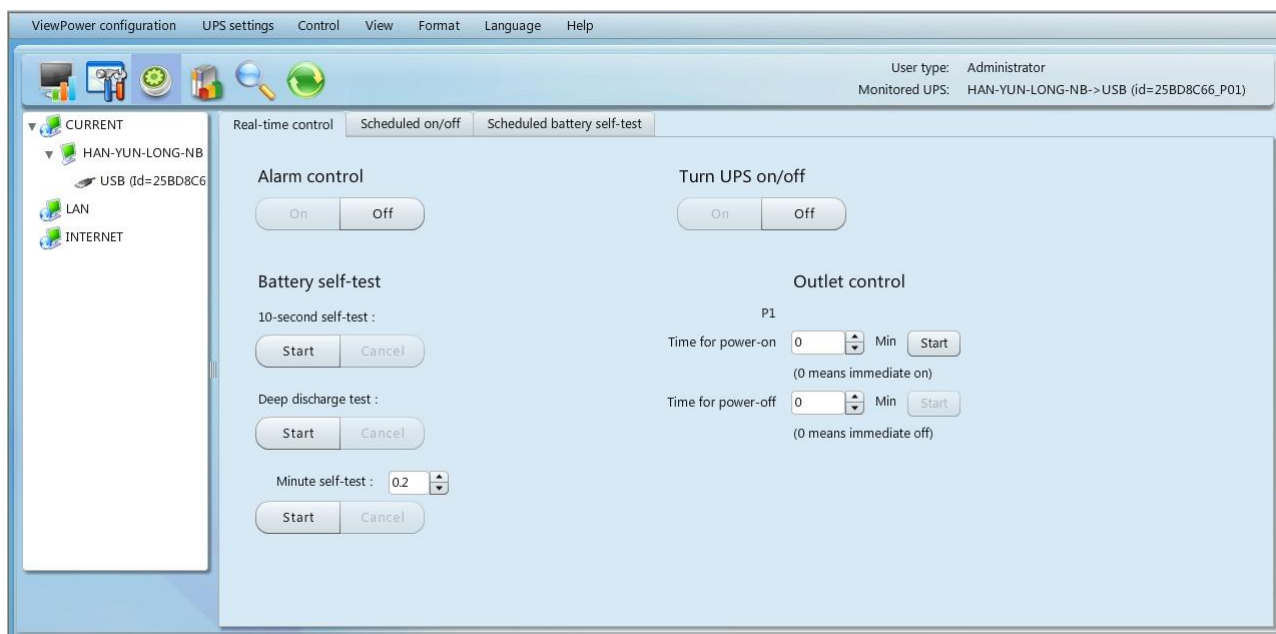 ViewPower configuration UPS settings Control View Format Language Help
User type: Administrator
Monitored UPS: HAN-YUN-LONG-NB->USB (id=25BD8C66_P01)
CURRENT
HAN-YUN-LONG-NB
USB (Id=25BD8C6
LAN
INTERNET
Real-time control Scheduled on/off Scheduled battery self-test
Alarm control
On Off
Battery self-test
10-second self-test :
Start Cancel
Deep discharge test :
Start Cancel
Minute self-test : 0.2
Start Cancel
Turn UPS on/off
On Off
Outlet control
P1
Time for power-on 0 Min Start
(0 means immediate on)
Time for power-off 0 Min Start
(0 means immediate off)